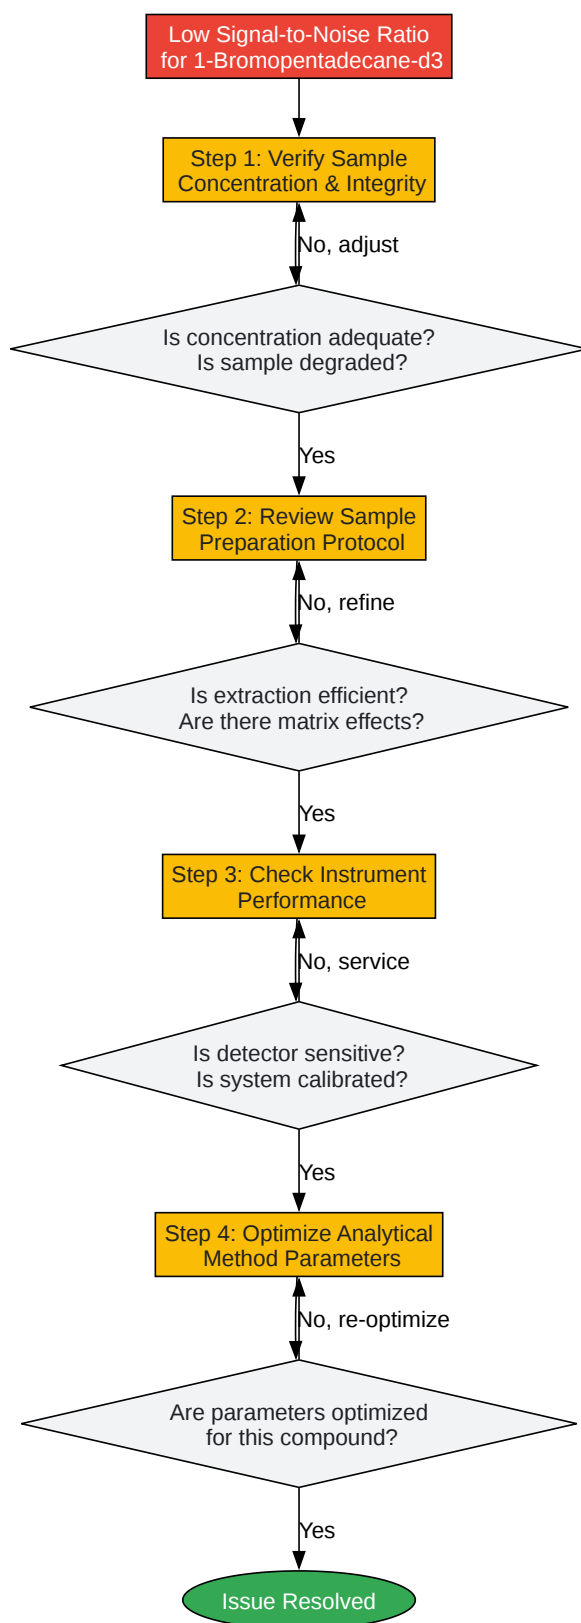 Low Signal-to-Noise Ratio
for 1-Bromopentadecane-d3
Step 1: Verify Sample
Concentration & Integrity
No, adjust
Is concentration adequate?
Is sample degraded?
Yes
Step 2: Review Sample
Preparation Protocol
No, refine
Is extraction efficient?
Are there matrix effects?
Yes
Step 3: Check Instrument
Performance
No, service
Is detector sensitive?
Is system calibrated?
Yes
Step 4: Optimize Analytical
Method Parameters
No, re-optimize
Are parameters optimized
for this compound?
Yes
Issue Resolved